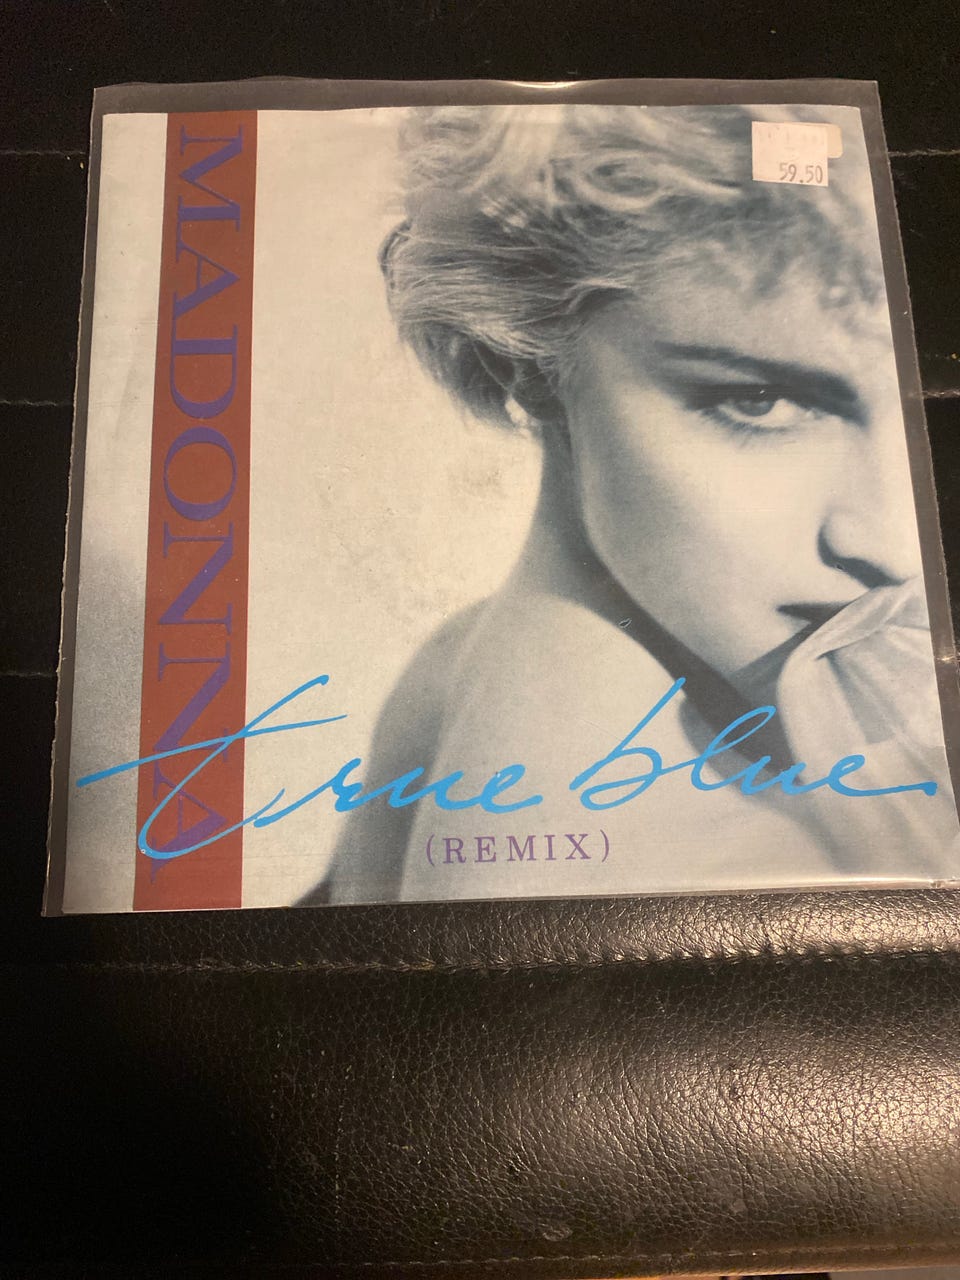 MADONNA
59.50
true blue
(REMIX)